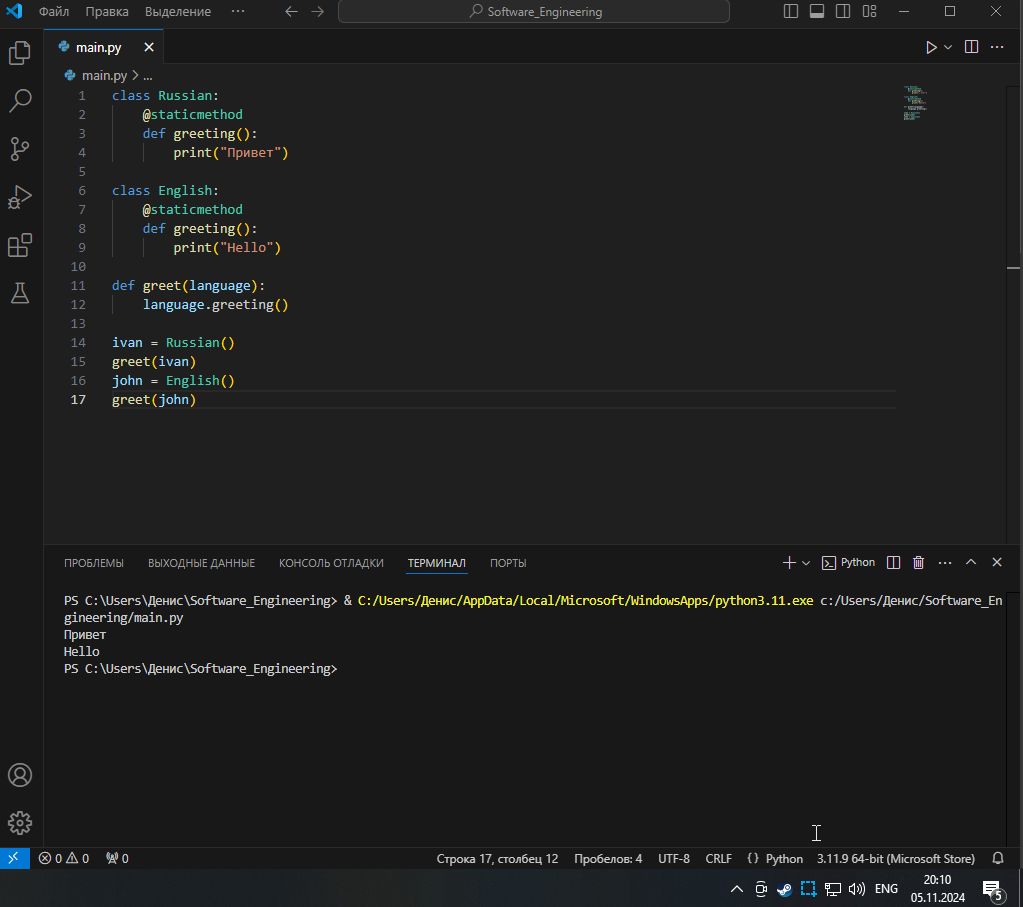 Файл Правка Выделение ··· Software_Engineering
main.py
main.py > ...
1 class Russian:
2     @staticmethod
3     def greeting():
4         print("Привет")
5
6 class English:
7     @staticmethod
8     def greeting():
9         print("Hello")
10
11 def greet(language):
12     language.greeting()
13
14 ivan = Russian()
15 greet(ivan)
16 john = English()
17 greet(john)
ПРОБЛЕМЫ ВЫХОДНЫЕ ДАННЫЕ КОНСОЛЬ ОТЛАДКИ ТЕРМИНАЛ ПОРТЫ Python ···
PS C:\Users\Денис\Software_Engineering> & C:/Users/Денис/AppData/Local/Microsoft/WindowsApps/python3.11.exe c:/Users/Денис/Software_En
gineering/main.py
Привет
Hello
PS C:\Users\Денис\Software_Engineering>
0 0 0 Строка 17, столбец 12 Пробелов: 4 UTF-8 CRLF {} Python 3.11.9 64-bit (Microsoft Store)
ENG 20:10
05.11.2024 5